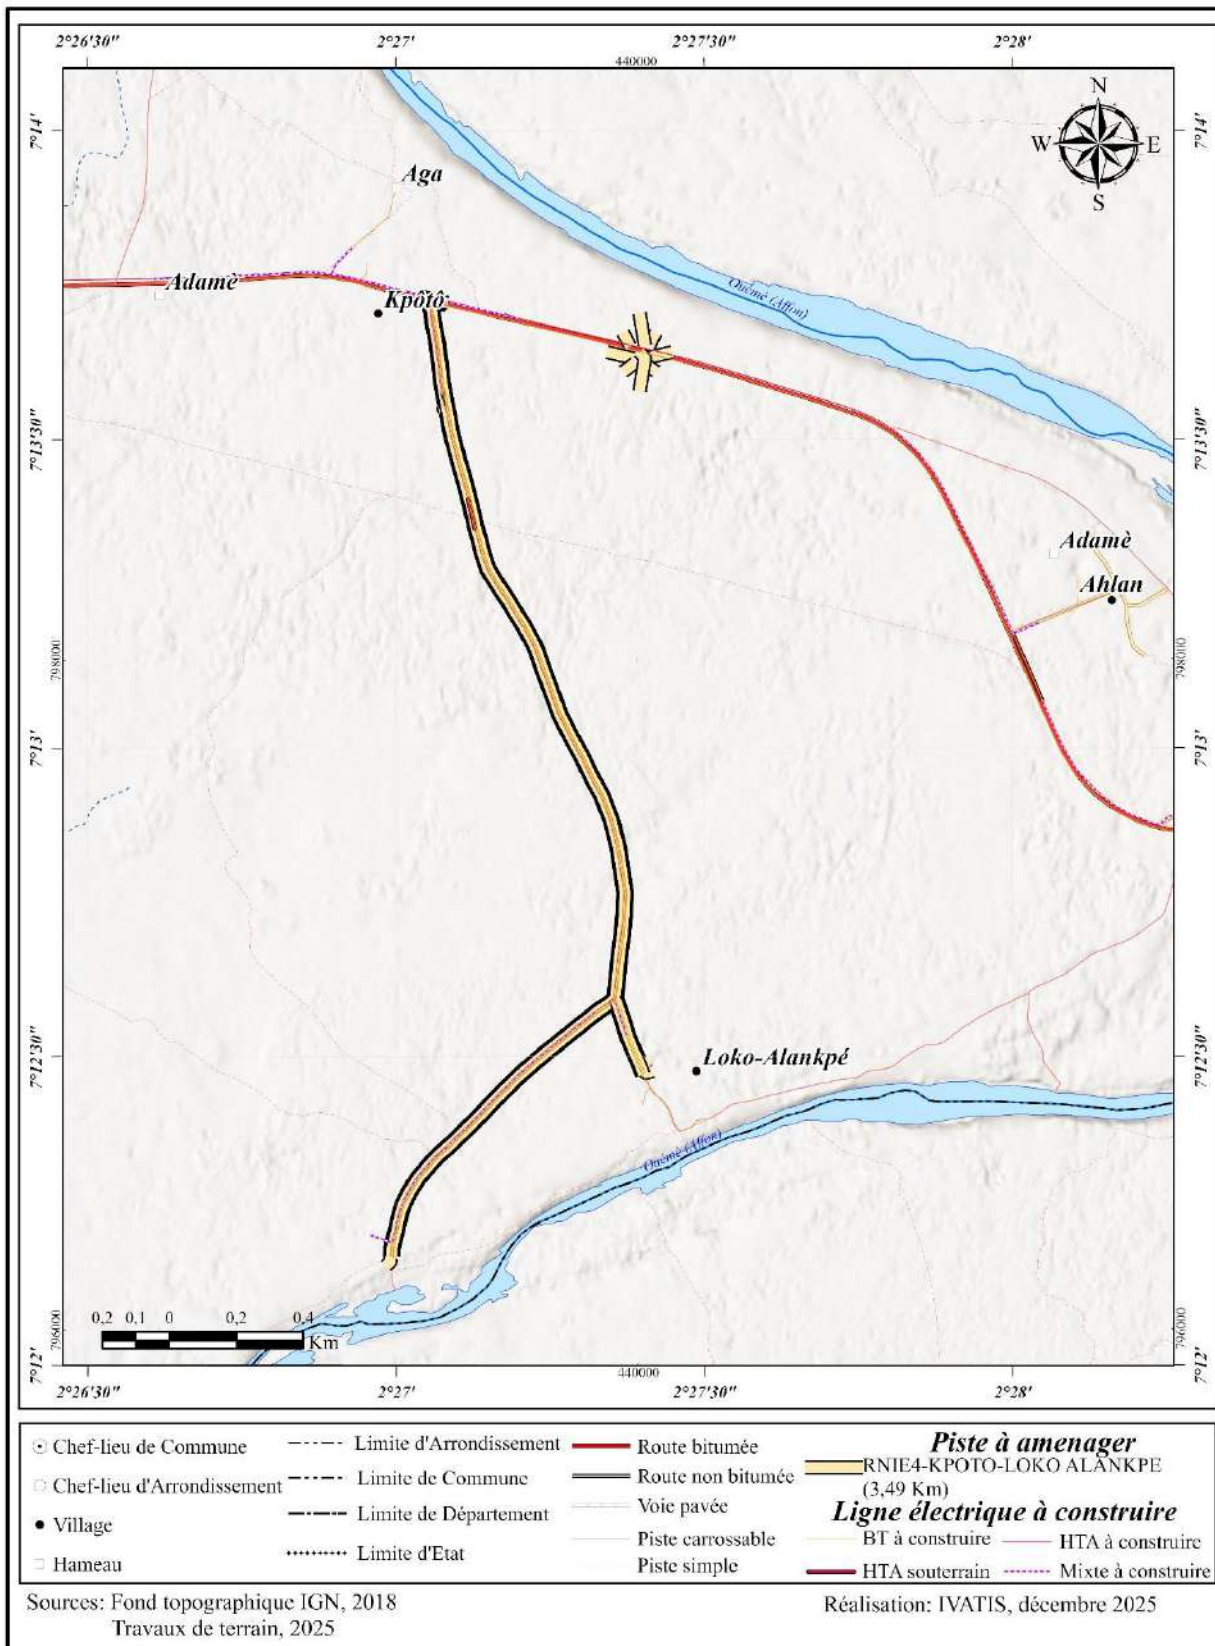 2°26'30" 2°27' 2°27'30" 2°28'
440000
7°14' 7°14'
N
W E
S
Aga
Ouémé (Affon)
Adamè
Kpôtô
7°13'30" 7°13'30"
Adamè
Ahlan
798000 798000
7°13' 7°13'
7°12'30" 7°12'30"
Loko-Alankpé
Ouémé (Affon)
796000 796000
0,2 0,1 0 0,2 0,4
Km
7°12' 7°12'
440000
2°26'30" 2°27' 2°27'30" 2°28'
Chef-lieu de Commune
Chef-lieu d'Arrondissement
Village
Hameau
Limite d'Arrondissement
Limite de Commune
Limite de Département
Limite d'Etat
Route bitumée
Route non bitumée
Voie pavée
Piste carrossable
Piste simple
Piste à amenager
RNIE4-KPOTO-LOKO ALANKPE
(3,49 Km)
Ligne électrique à construire
BT à construire HTA à construire
HTA souterrain Mixte à construire
Sources: Fond topographique IGN, 2018
Travaux de terrain, 2025
Réalisation: IVATIS, décembre 2025